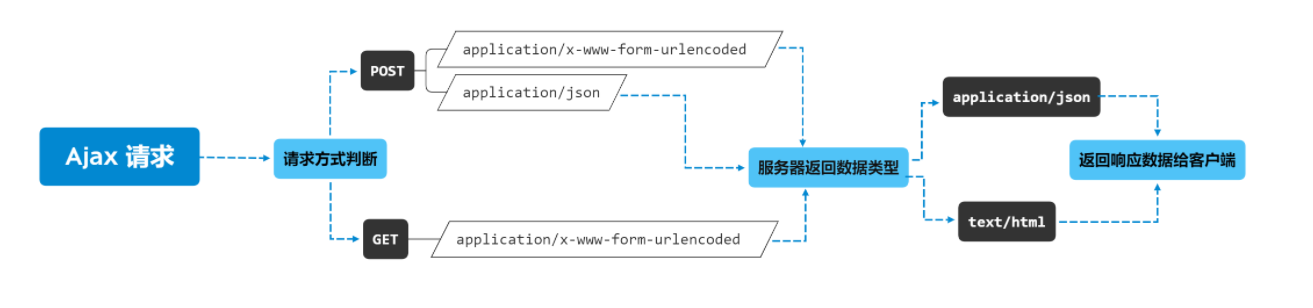 Ajax 请求
请求方式判断
POST
application/x-www-form-urlencoded
application/json
GET
application/x-www-form-urlencoded
服务器返回数据类型
application/json
text/html
返回响应数据给客户端